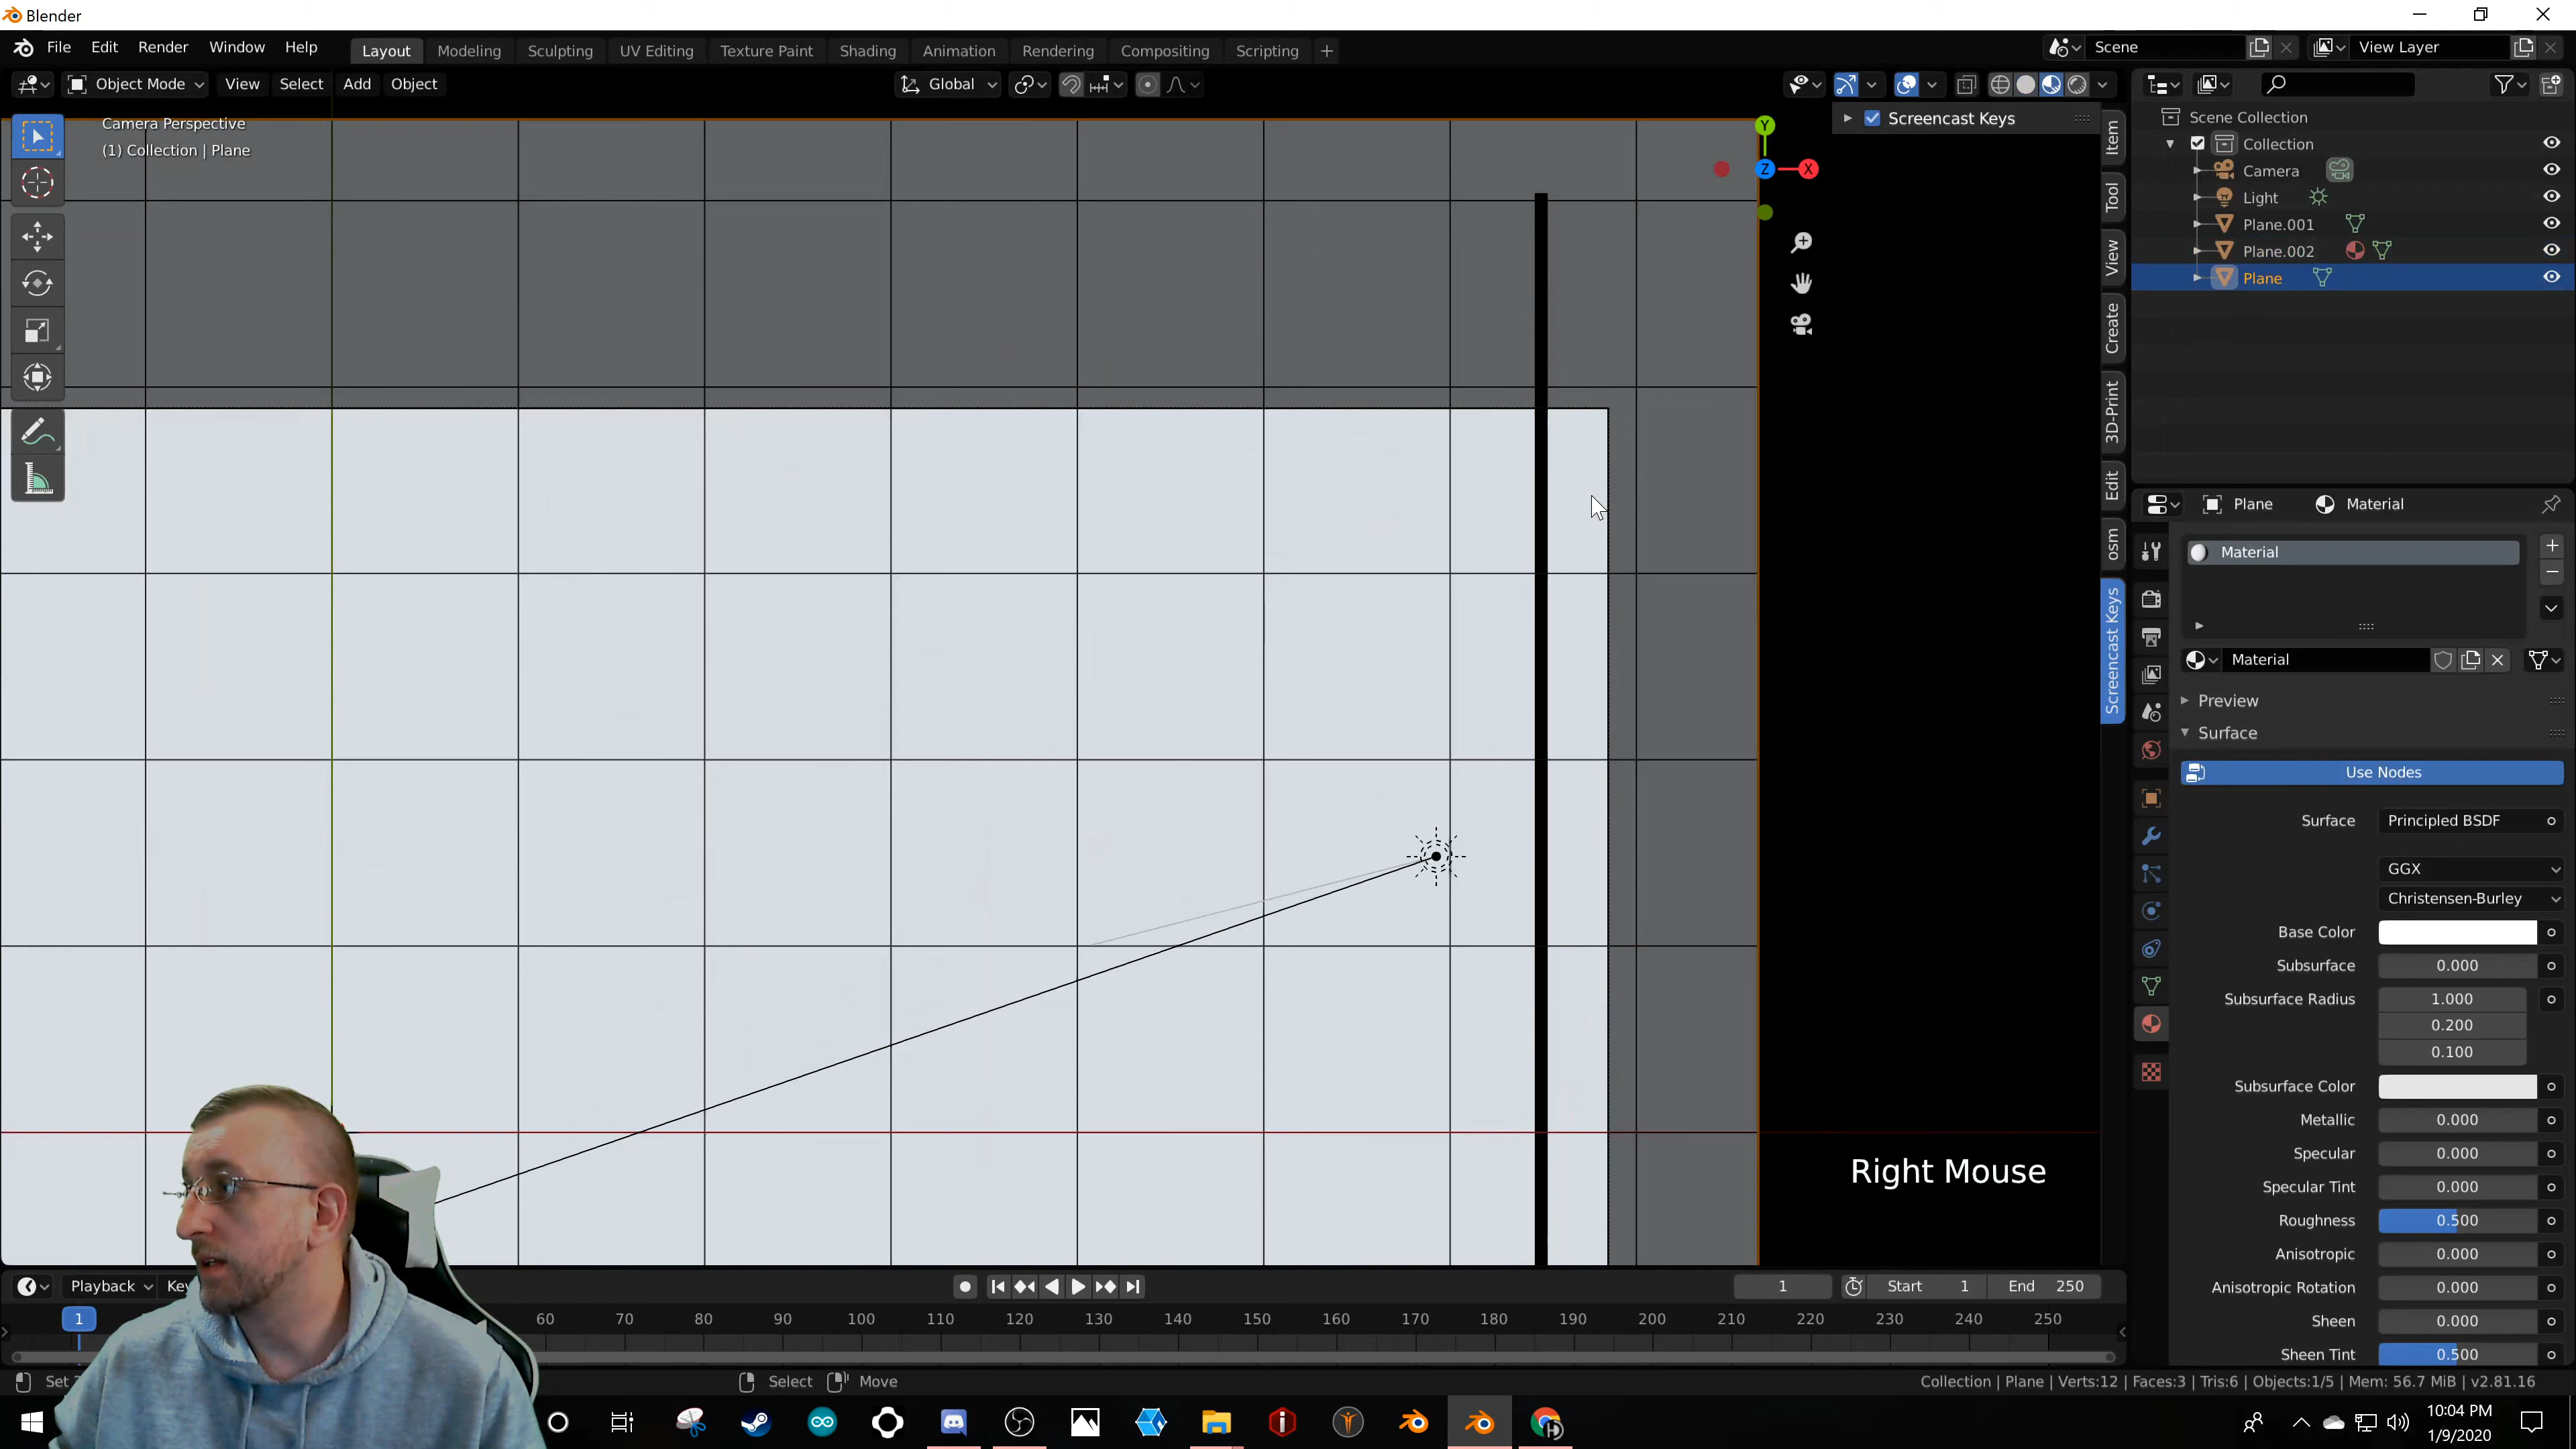 Blender
File Edit Render Window Help Layout Modeling Sculpting UV Editing Texture Paint Shading Animation Rendering Compositing Scripting + Scene View Layer
Object Mode View Select Add Object Global
Camera Perspective
(1) Collection | Plane
Y
Z X
Screencast Keys
Item
Tool
View
Create
3D-Print
Edit
osm
Screencast Keys
Scene Collection
Collection
Camera
Light
Plane.001
Plane.002
Plane
Plane Material
Material
Material
Preview
Surface
Use Nodes
Surface Principled BSDF
GGX
Christensen-Burley
Base Color
Subsurface 0.000
Subsurface Radius 1.000
0.200
0.100
Subsurface Color
Metallic 0.000
Specular 0.000
Specular Tint 0.000
Roughness 0.500
Anisotropic 0.000
Anisotropic Rotation 0.000
Sheen 0.000
Sheen Tint 0.500
Right Mouse
Playback Key 1 Start 1 End 250
1 60 70 80 90 100 110 120 130 140 150 160 170 180 190 200 210 220 230 240 250
Set Select Move
Collection | Plane | Verts:12 | Faces:3 | Tris:6 | Objects:1/5 | Mem: 56.7 MiB | v2.81.16
10:04 PM
1/9/2020